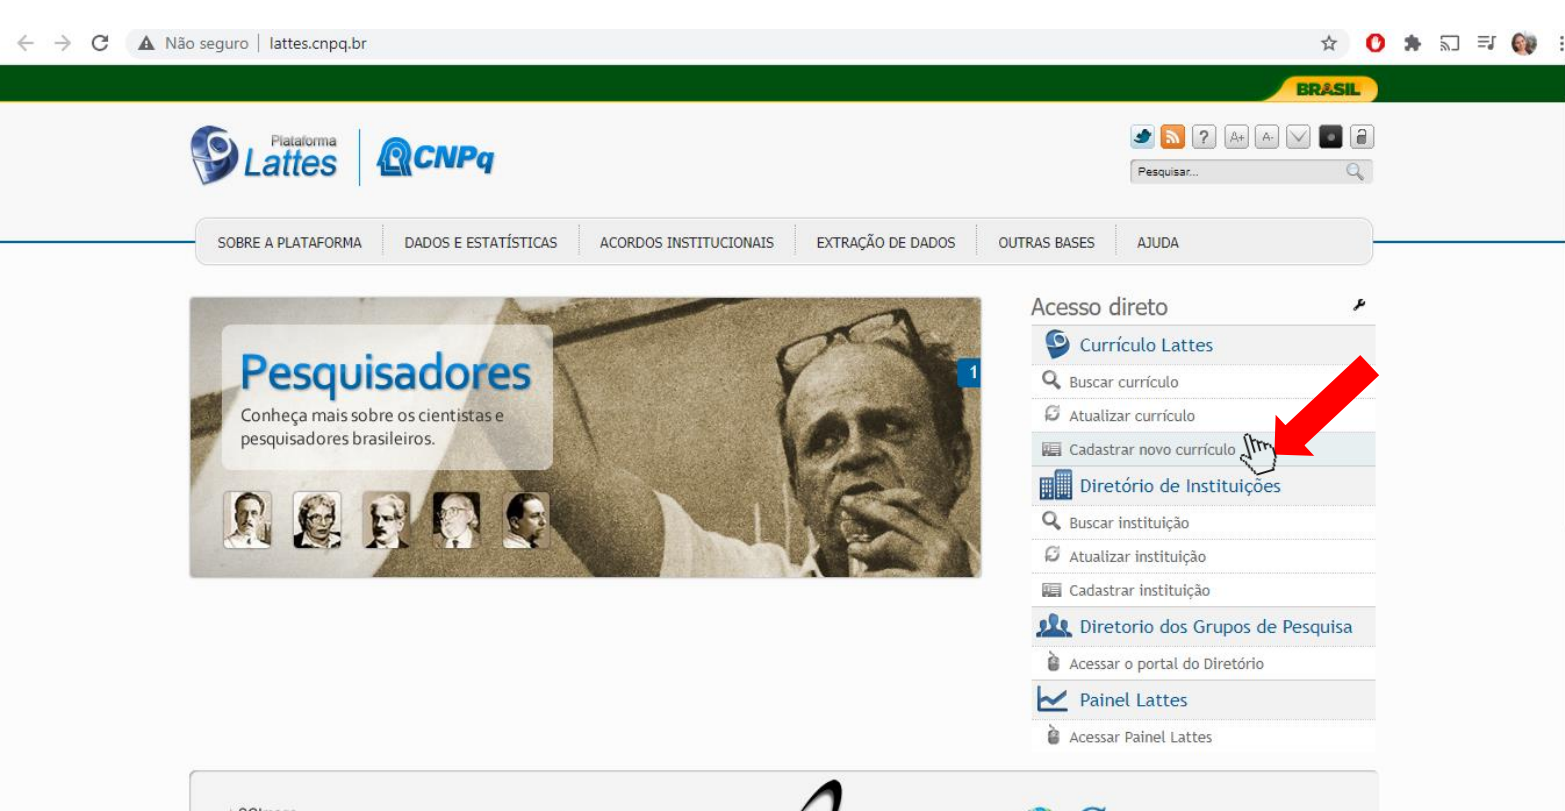 Não seguro | lattes.cnpq.br
BRASIL
Plataforma
Lattes
CNPq
? A+ A-
Pesquisar...
SOBRE A PLATAFORMA DADOS E ESTATÍSTICAS ACORDOS INSTITUCIONAIS EXTRAÇÃO DE DADOS OUTRAS BASES AJUDA
Pesquisadores
Conheça mais sobre os cientistas e
pesquisadores brasileiros.
1
Acesso direto
Currículo Lattes
Buscar currículo
Atualizar currículo
Cadastrar novo currículo
Diretório de Instituições
Buscar instituição
Atualizar instituição
Cadastrar instituição
Diretorio dos Grupos de Pesquisa
Acessar o portal do Diretório
Painel Lattes
Acessar Painel Lattes